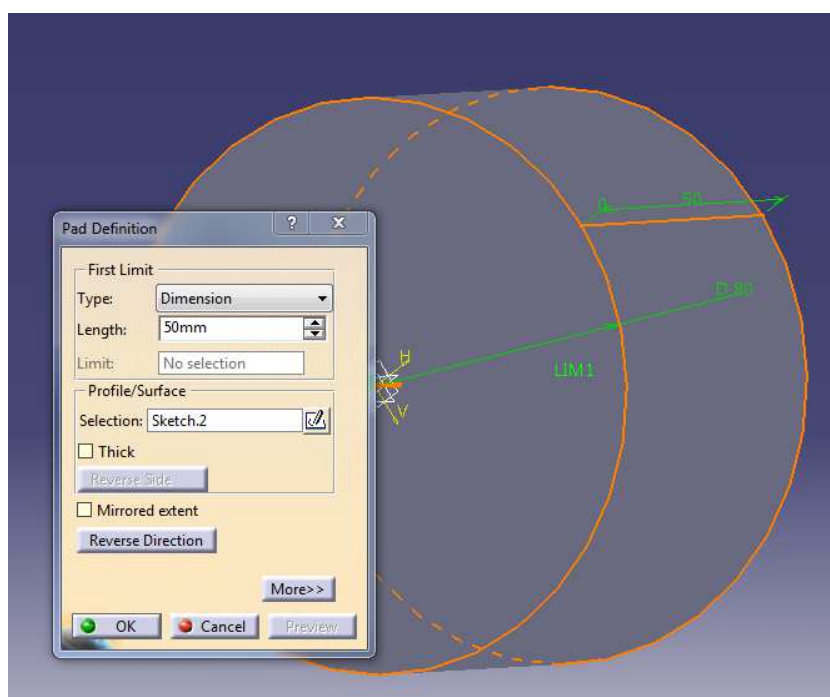 Pad Definition
?
X
First Limit
Type:
Dimension
Length:
50mm
Limit:
No selection
Profile/Surface
Selection:
Sketch.2
Thick
Reverse Side
Mirrored extent
Reverse Direction
More>>
OK
Cancel
Preview
0
50
D 80
LIM1
H
V